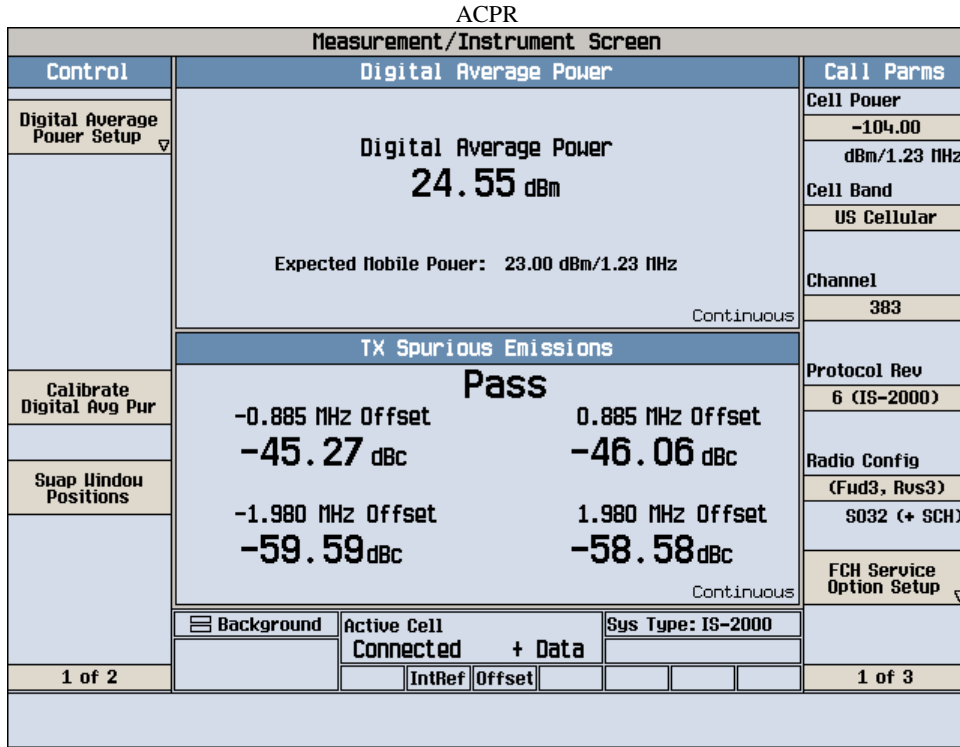 ACPR
Measurement/Instrument Screen
Control
Digital Average
Power Setup
Calibrate
Digital Avg Pwr
Swap Window
Positions
1 of 2
Digital Average Power
Digital Average Power
24.55 dBm
Expected Mobile Power: 23.00 dBm/1.23 MHz
Continuous
TX Spurious Emissions
Pass
-0.885 MHz Offset 0.885 MHz Offset
-45.27 dBc -46.06 dBc
-1.980 MHz Offset 1.980 MHz Offset
-59.59 dBc -58.58 dBc
Continuous
Background
Active Cell
Sys Type: IS-2000
Connected + Data
IntRef Offset
Call Parms
Cell Power
-104.00
dBm/1.23 MHz
Cell Band
US Cellular
Channel
383
Protocol Rev
6 (IS-2000)
Radio Config
(Fwd3, Rvs3)
SO32 (+ SCH)
FCH Service
Option Setup
1 of 3